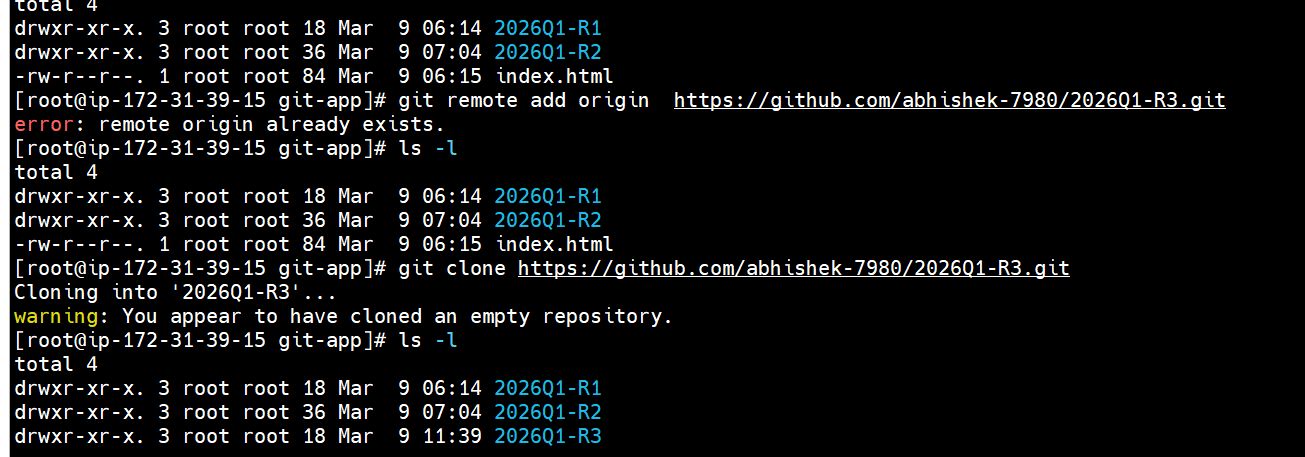 total 4
drwxr-xr-x. 3 root root 18 Mar  9 06:14 2026Q1-R1
drwxr-xr-x. 3 root root 36 Mar  9 07:04 2026Q1-R2
-rw-r--r--. 1 root root 84 Mar  9 06:15 index.html
[root@ip-172-31-39-15 git-app]# git remote add origin  https://github.com/abhishek-7980/2026Q1-R3.git
error: remote origin already exists.
[root@ip-172-31-39-15 git-app]# ls -l
total 4
drwxr-xr-x. 3 root root 18 Mar  9 06:14 2026Q1-R1
drwxr-xr-x. 3 root root 36 Mar  9 07:04 2026Q1-R2
-rw-r--r--. 1 root root 84 Mar  9 06:15 index.html
[root@ip-172-31-39-15 git-app]# git clone https://github.com/abhishek-7980/2026Q1-R3.git
Cloning into '2026Q1-R3'...
warning: You appear to have cloned an empty repository.
[root@ip-172-31-39-15 git-app]# ls -l
total 4
drwxr-xr-x. 3 root root 18 Mar  9 06:14 2026Q1-R1
drwxr-xr-x. 3 root root 36 Mar  9 07:04 2026Q1-R2
drwxr-xr-x. 3 root root 18 Mar  9 11:39 2026Q1-R3